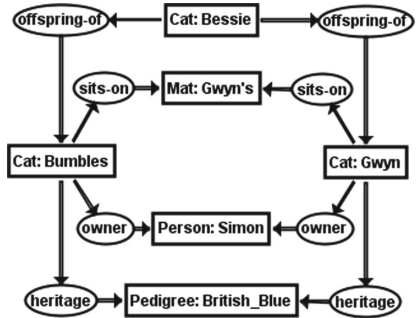 offspring-of Cat: Bessie offspring-of
sits-on Mat: Gwyn's sits-on
Cat: Bumbles Cat: Gwyn
owner Person: Simon owner
heritage Pedigree: British_Blue heritage